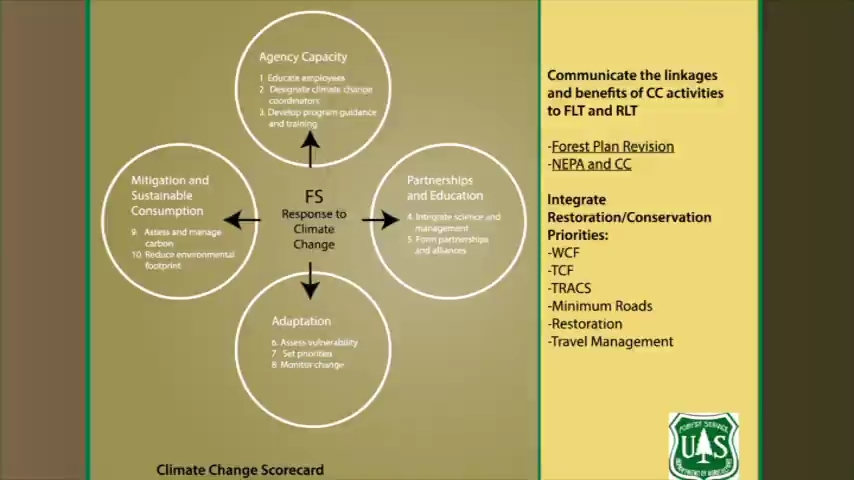 Agency Capacity
1 Educate employees
2 Designate climate change
coordinators
3. Develop program guidance
and training
Mitigation and
Sustainable
Consumption
9. Assess and manage
carbon
10. Reduce environmental
footprint
FS
Response to
Climate
Change
Partnerships
and Education
4. Integrate science and
management
5. Form partnerships
and alliances
Adaptation
6. Assess vulnerability
7 Set priorities
8 Monitor change
Climate Change Scorecard
Communicate the linkages
and benefits of CC activities
to FLT and RLT
-Forest Plan Revision
-NEPA and CC
Integrate
Restoration/Conservation
Priorities:
-WCF
-TCF
-TRACS
-Minimum Roads
-Restoration
-Travel Management
FOREST SERVICE
U S
DEPARTMENT OF AGRICULTURE